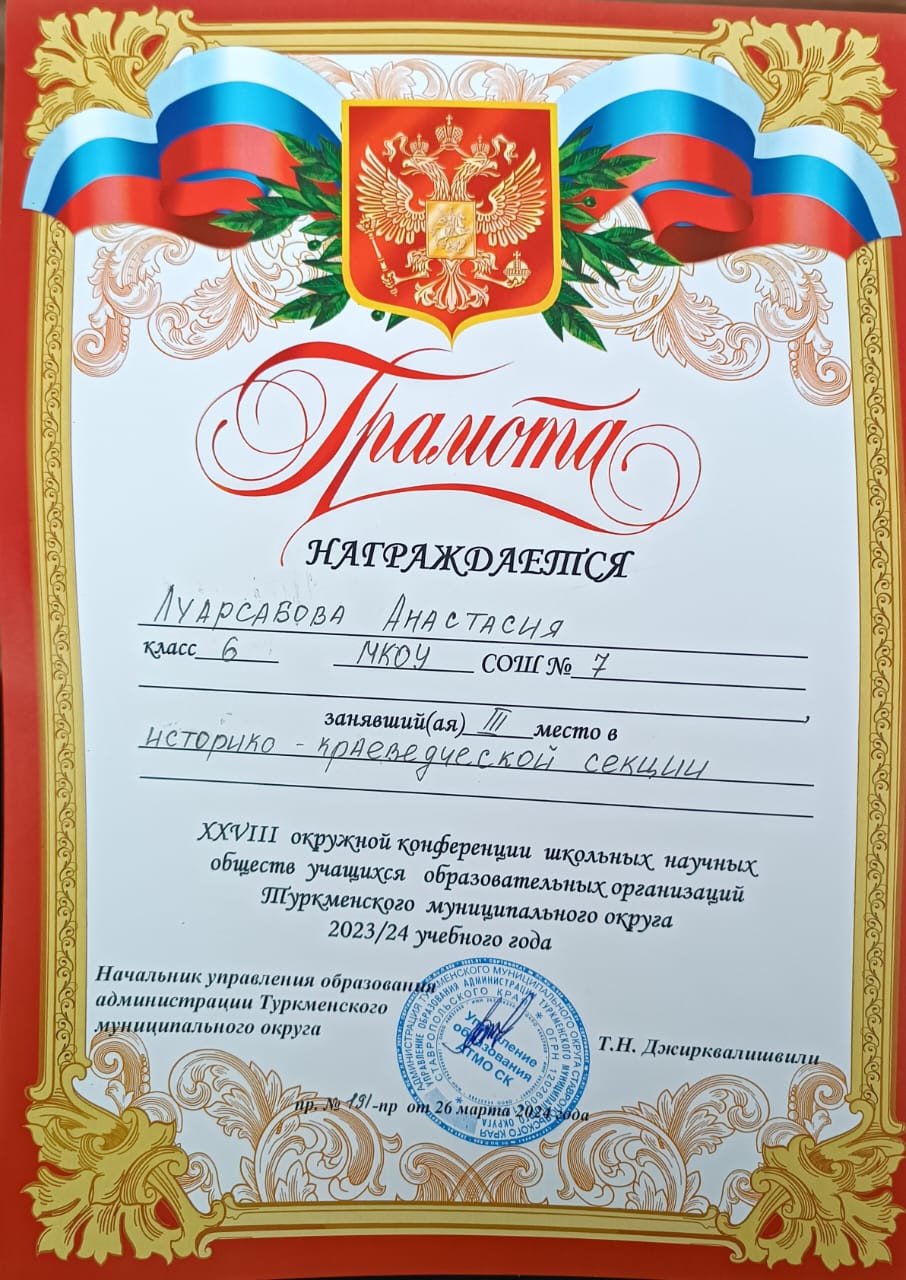 Грамота
НАГРАЖДАЕТСЯ
Луарсабова Анастасия
класс 6 МКОУ СОШ № 7
,
занявший(ая) III место в
историко - краеведческой секции
XXVIII окружной конференции школьных научных
обществ учащихся образовательных организаций
Туркменского муниципального округа
2023/24 учебного года
Начальник управления образования
администрации Туркменского
муниципального округа
Т.Н. Джирквалишвили
Управление
образования
АТМО СК
пр. № 191-пр от 26 марта 2024 года